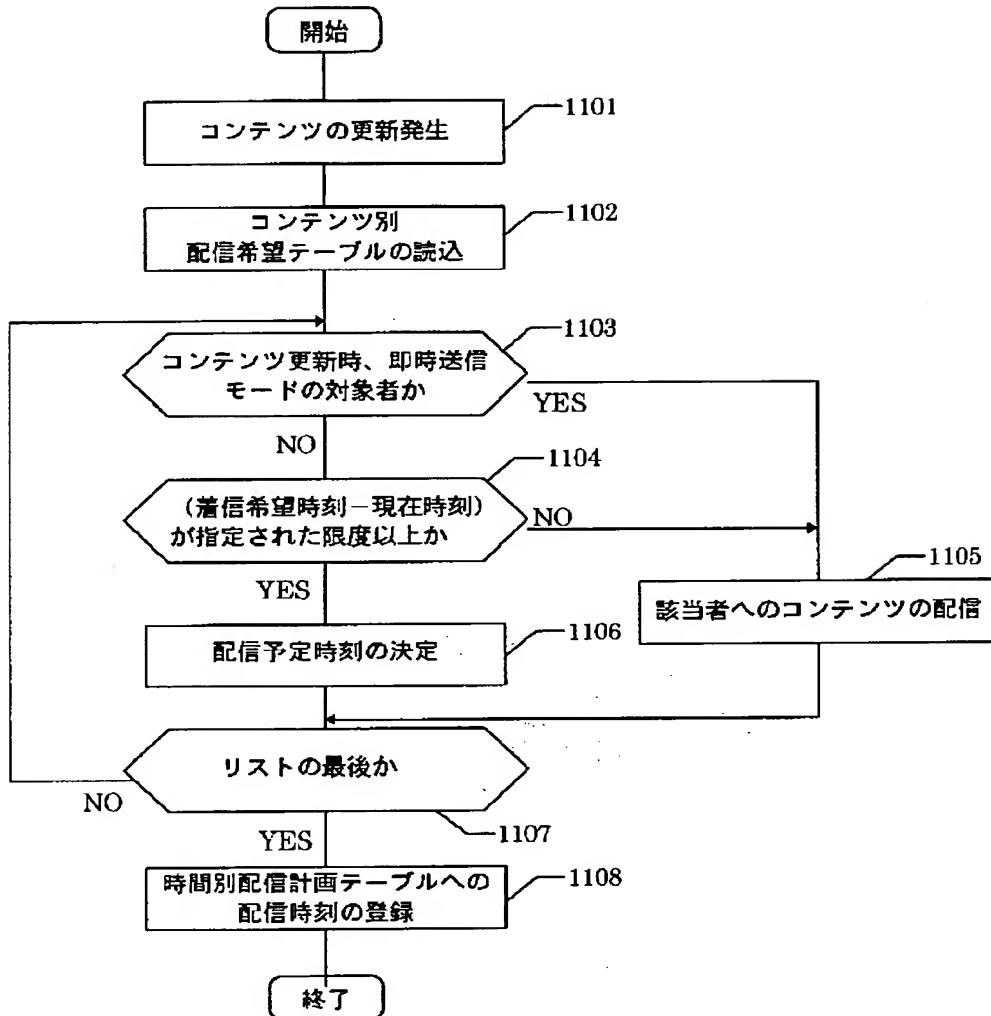 開始
コンテンツの更新発生
1101
コンテンツ別
配信希望テーブルの読込
1102
コンテンツ更新時、即時送信
モードの対象者か
1103
YES
NO
（着信希望時刻－現在時刻）
が指定された限度以上か
1104
NO
YES
該当者へのコンテンツの配信
1105
配信予定時刻の決定
1106
リストの最後か
NO
1107
YES
時間別配信計画テーブルへの
配信時刻の登録
1108
終了